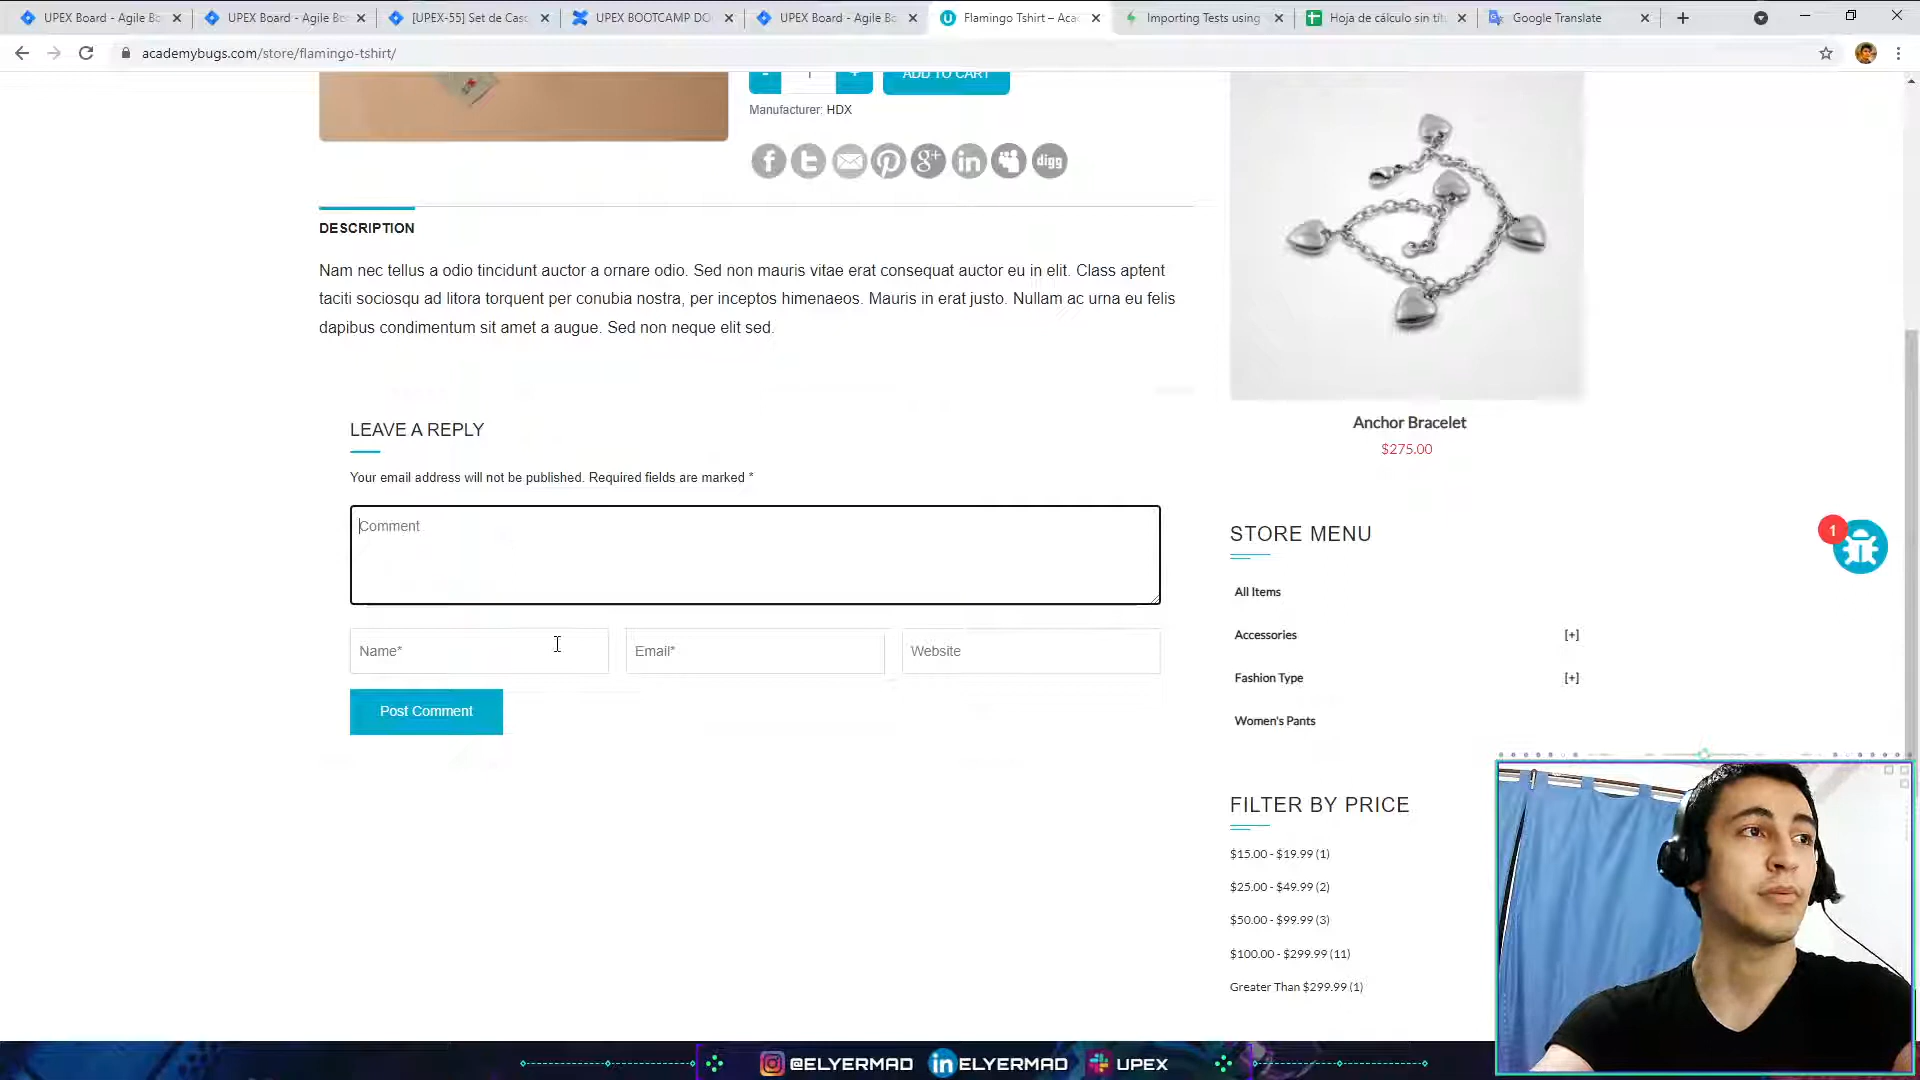 UPEX Board - Agile Bo
UPEX Board - Agile Bo
[UPEX-55] Set de Casc
UPEX BOOTCAMP DO
UPEX Board - Agile Bo
Flamingo Tshirt – Aca
Importing Tests using
Hoja de cálculo sin tít
Google Translate
academybugs.com/store/flamingo-tshirt/
- 1 +
ADD TO CART
Manufacturer: HDX
digg
DESCRIPTION
Nam nec tellus a odio tincidunt auctor a ornare odio. Sed non mauris vitae erat consequat auctor eu in elit. Class aptent
taciti sociosqu ad litora torquent per conubia nostra, per inceptos himenaeos. Mauris in erat justo. Nullam ac urna eu felis
dapibus condimentum sit amet a augue. Sed non neque elit sed.
LEAVE A REPLY
Your email address will not be published. Required fields are marked *
Comment
Name*
Email*
Website
Post Comment
Anchor Bracelet
$275.00
STORE MENU
All Items
Accessories [+]
Fashion Type [+]
Women's Pants
1
FILTER BY PRICE
$15.00 - $19.99 (1)
$25.00 - $49.99 (2)
$50.00 - $99.99 (3)
$100.00 - $299.99 (11)
Greater Than $299.99 (1)
@ELYERMAD
in ELYERMAD
UPEX